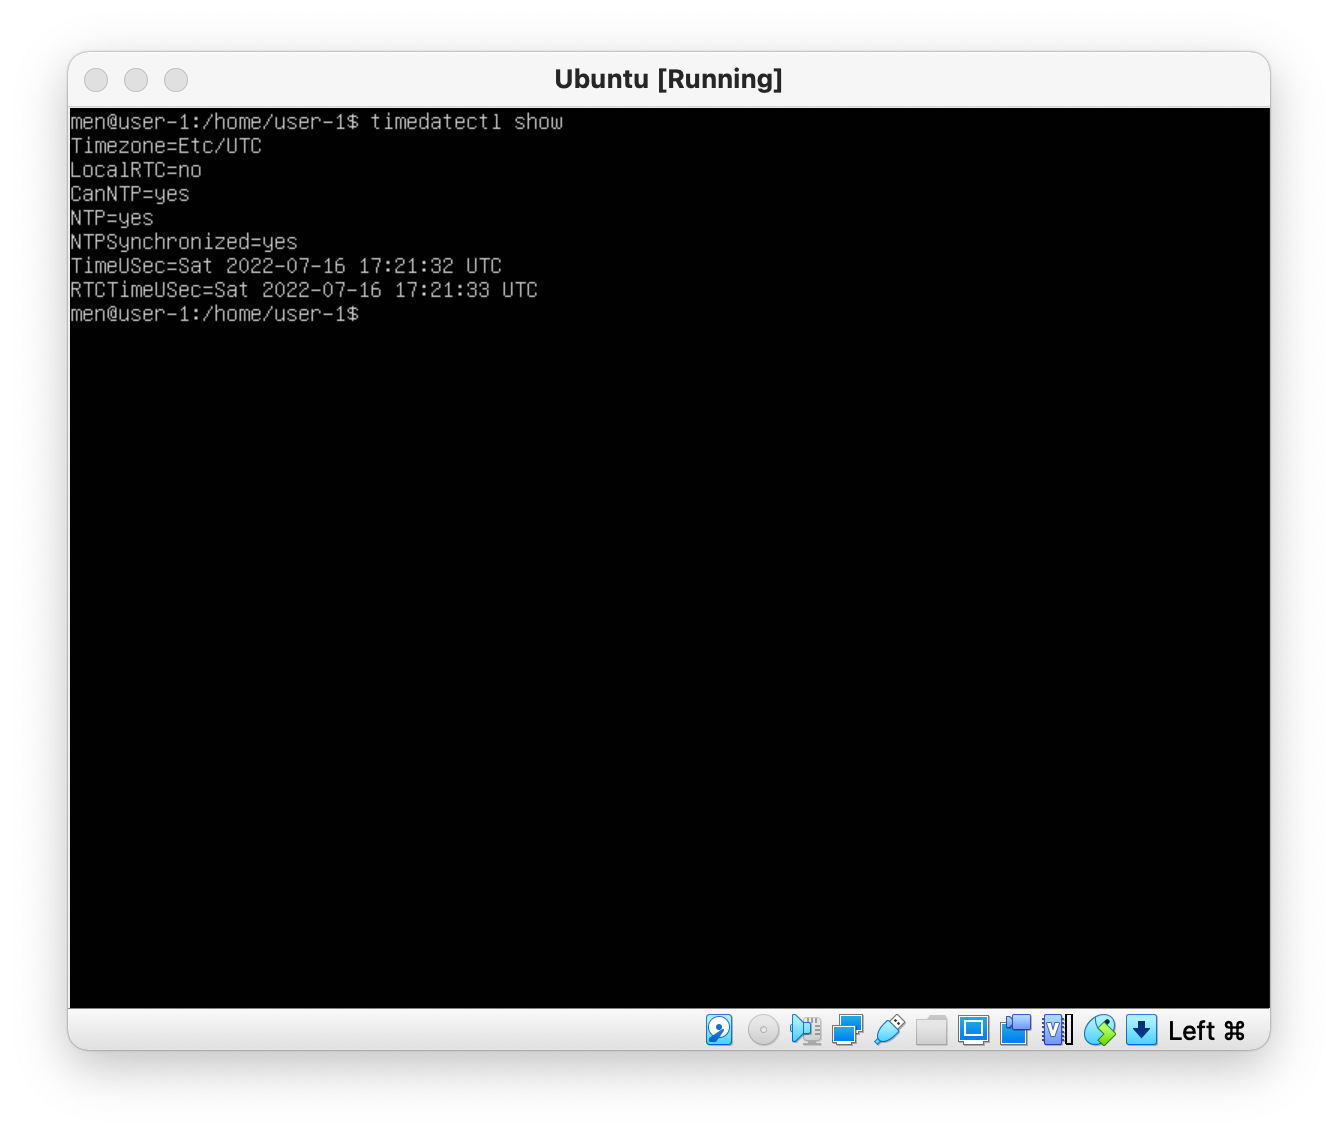 Ubuntu [Running]
men@user-1:/home/user-1$ timedatectl show
Timezone=Etc/UTC
LocalRTC=no
CanNTP=yes
NTP=yes
NTPSynchronized=yes
TimeUSec=Sat 2022-07-16 17:21:32 UTC
RTCTimeUSec=Sat 2022-07-16 17:21:33 UTC
men@user-1:/home/user-1$
V Left ⌘